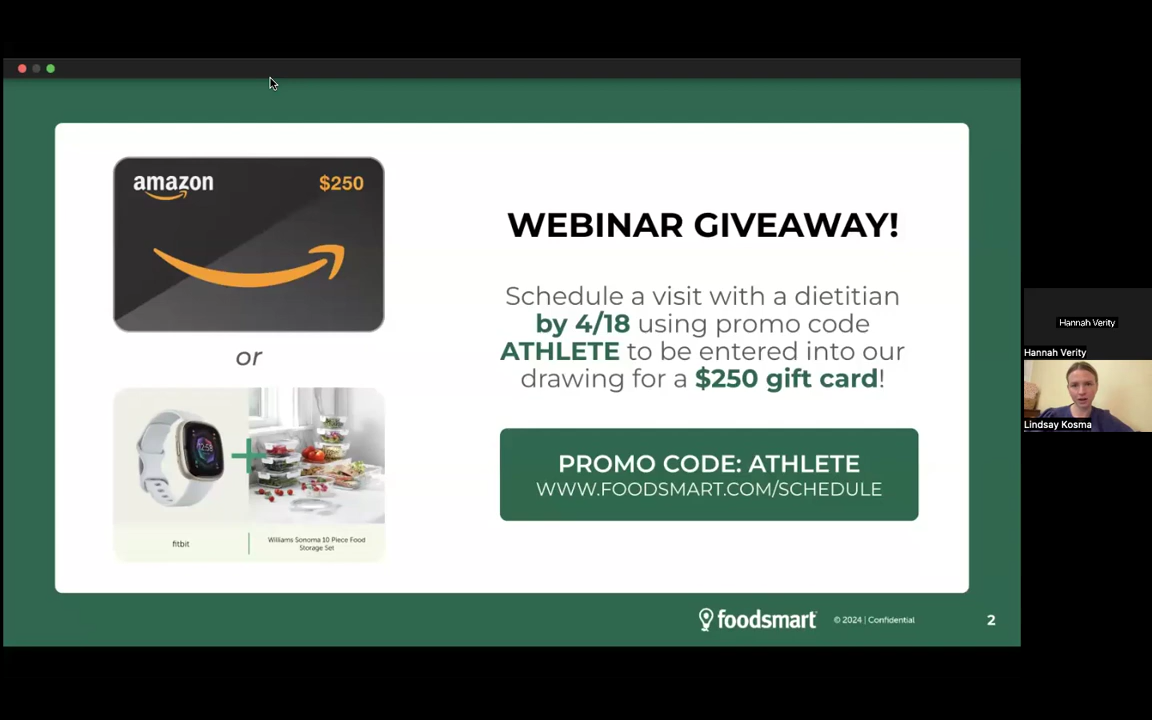 amazon
$250
or
fitbit
Williams Sonoma 10 Piece Food
Storage Set
WEBINAR GIVEAWAY!
Schedule a visit with a dietitian
by 4/18 using promo code
ATHLETE to be entered into our
drawing for a $250 gift card!
PROMO CODE: ATHLETE
WWW.FOODSMART.COM/SCHEDULE
foodsmart
© 2024 | Confidential
2
Hannah Verity
Hannah Verity
Lindsay Kosma